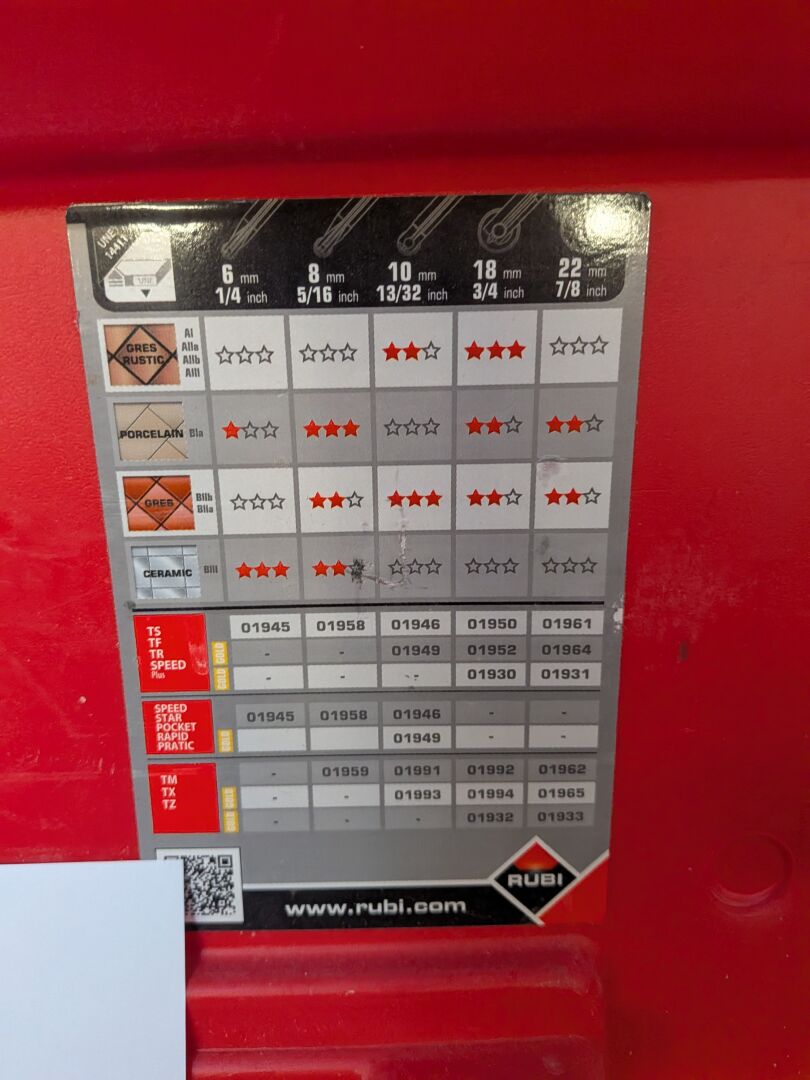 UNE
14411
6 mm 8 mm 10 mm 18 mm 22 mm
1/4 inch 5/16 inch 13/32 inch 3/4 inch 7/8 inch
GRES RUSTIC
AI
AIIa
AIIb
AIII
PORCELAIN BIa
GRES
BIIb
BIIa
CERAMIC BIII
TS
TF
TR
SPEED
Plus
01945 01958 01946 01950 01961
GOLD - - 01949 01952 01964
GOLD - - - 01930 01931
SPEED
STAR
POCKET
RAPID
PRATIC
01945 01958 01946 - -
GOLD 01949 - -
TM
TX
TZ
- 01959 01991 01992 01962
GOLD - - 01993 01994 01965
GOLD - - - 01932 01933
RUBI
www.rubi.com